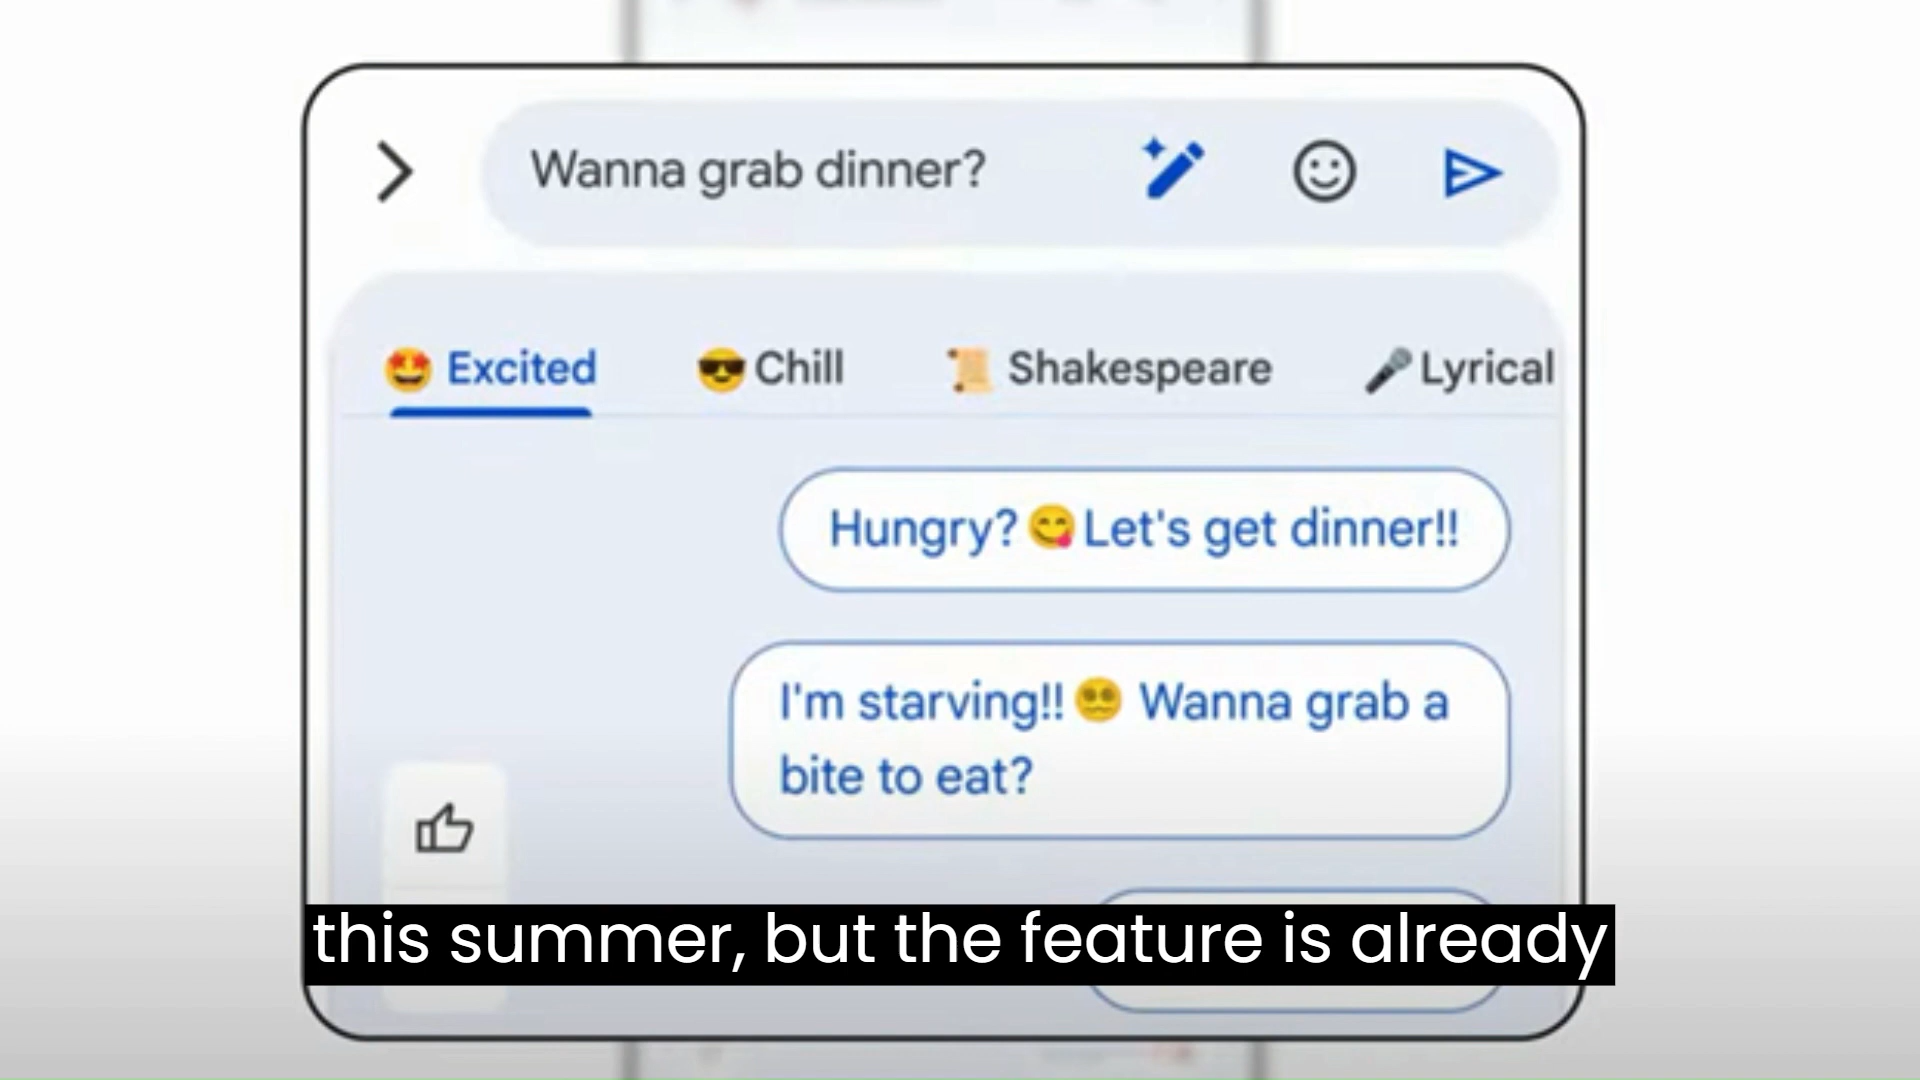 Wanna grab dinner?
🤩 Excited 😎 Chill 📜 Shakespeare 🎤 Lyrical
Hungry? 😋 Let's get dinner!!
I'm starving!! 😵‍💫 Wanna grab a
bite to eat?
this summer, but the feature is already